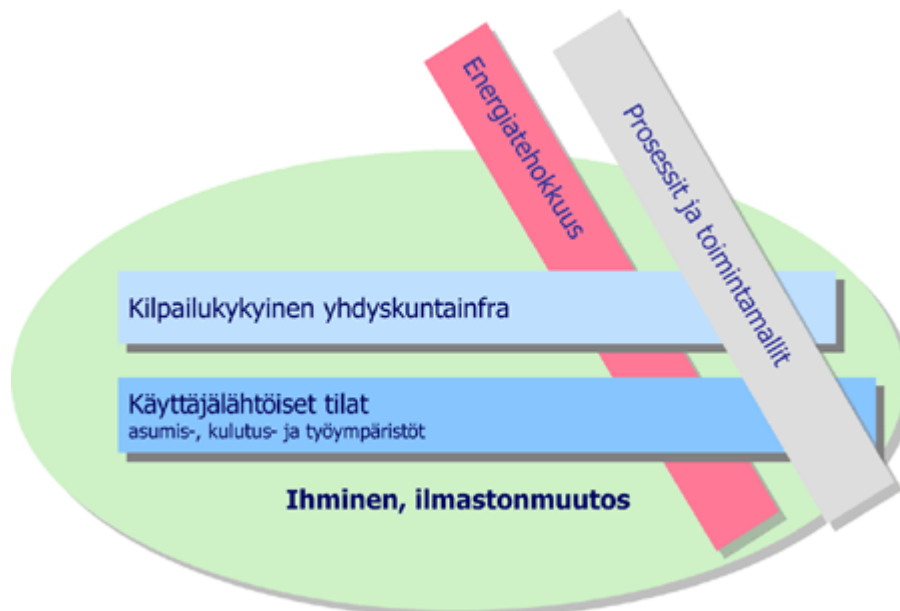 Energiatehokkuus
Prosessit ja toimintamallit
Kilpailukykyinen yhdyskuntainfra
Käyttäjälähtöiset tilat
asumis-, kulutus- ja työympäristöt
Ihminen, ilmastonmuutos